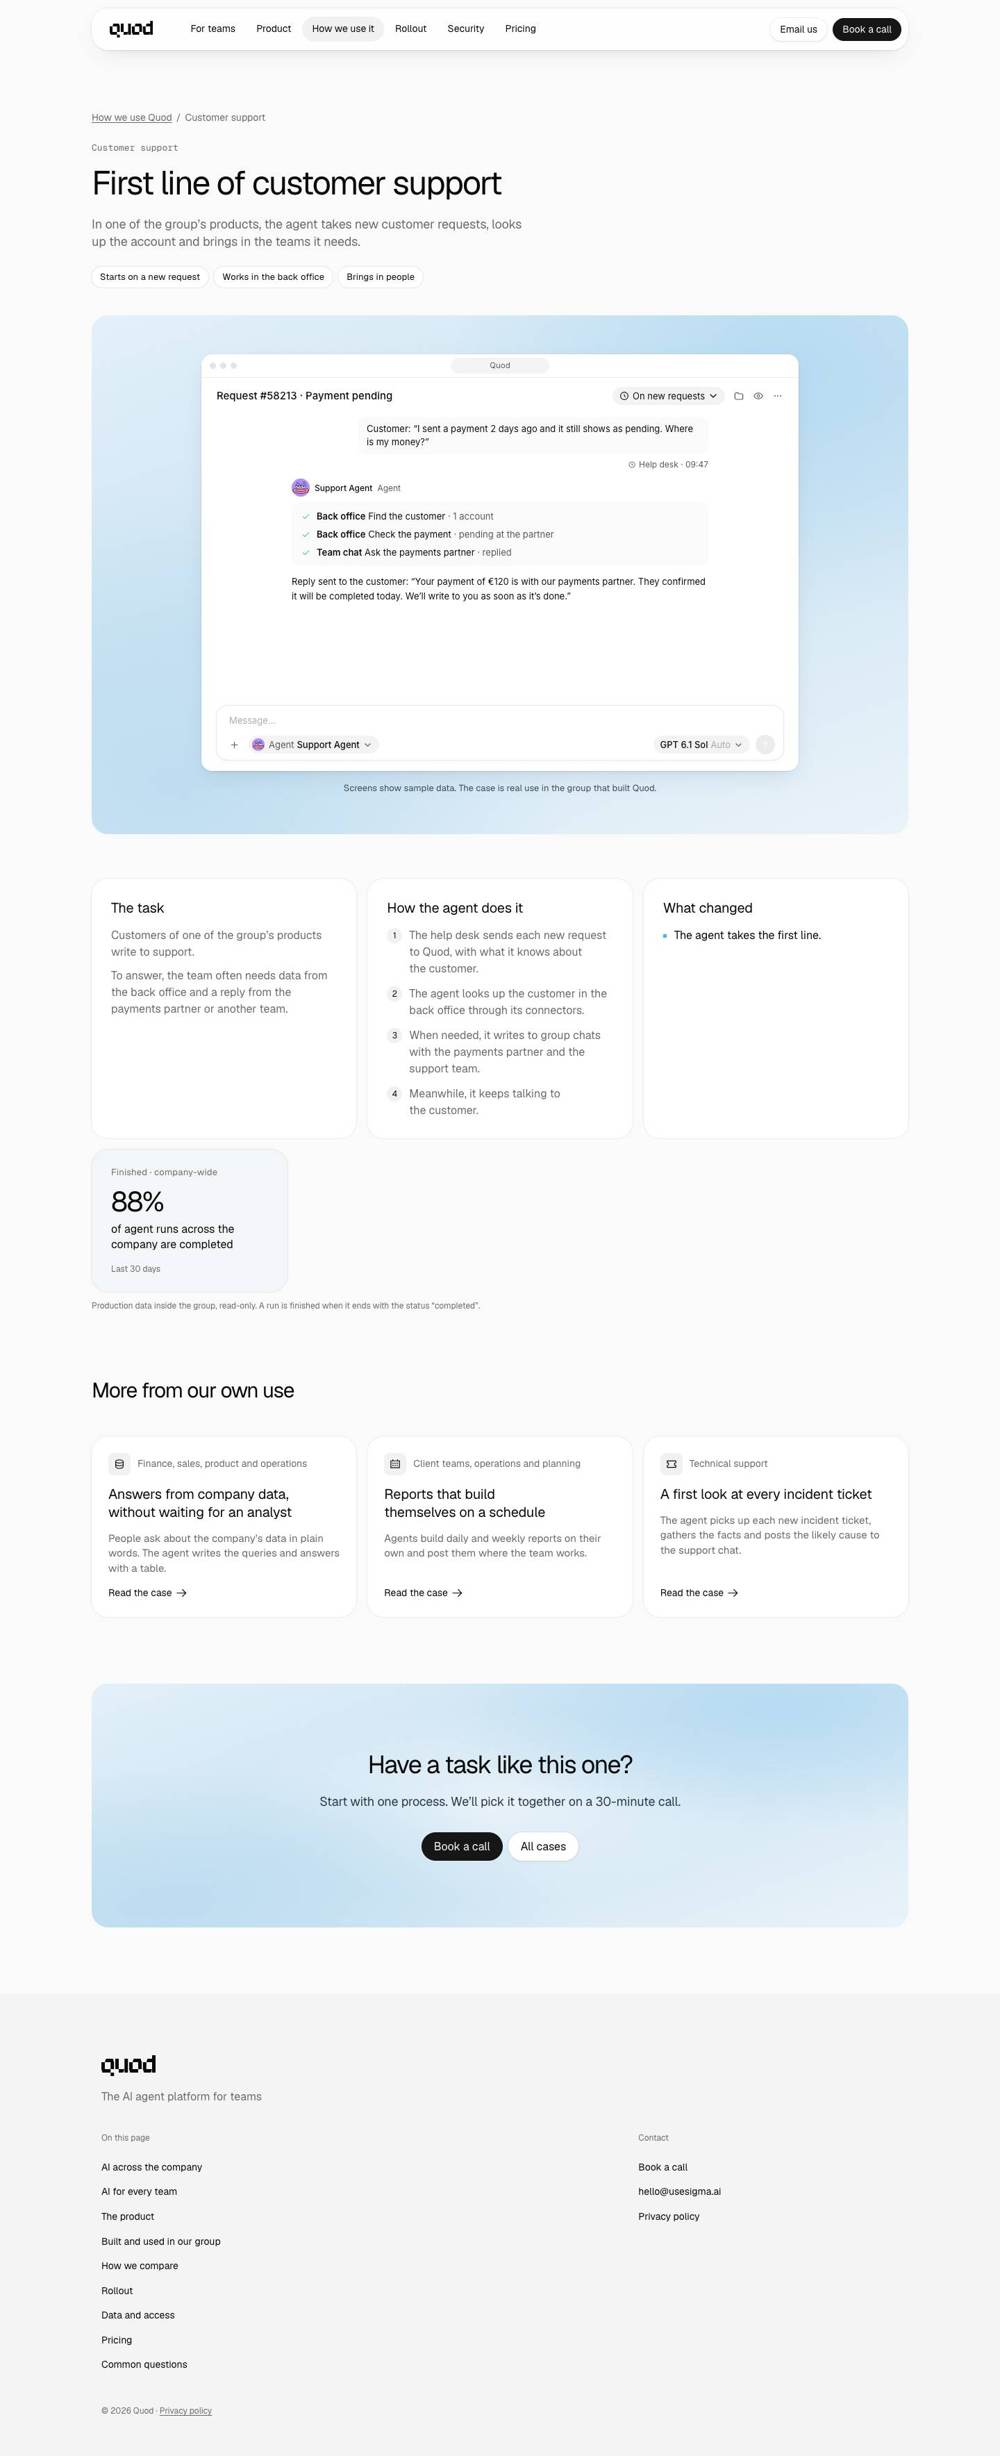 quod
For teams
Product
How we use it
Rollout
Security
Pricing
Email us
Book a call
How we use Quod / Customer support
Customer support
First line of customer support
In one of the group's products, the agent takes new customer requests, looks
up the account and brings in the teams it needs.
Starts on a new request
Works in the back office
Brings in people
Quod
Request #58213 · Payment pending
On new requests
Customer: “I sent a payment 2 days ago and it still shows as pending. Where
is my money?”
Help desk · 09:47
Support Agent Agent
Back office Find the customer · 1 account
Back office Check the payment · pending at the partner
Team chat Ask the payments partner · replied
Reply sent to the customer: “Your payment of €120 is with our payments partner. They confirmed
it will be completed today. We'll write to you as soon as it's done.”
Message...
Agent Support Agent
GPT 6.1 Sol Auto
Screens show sample data. The case is real use in the group that built Quod.
The task
Customers of one of the group's products
write to support.
To answer, the team often needs data from
the back office and a reply from the
payments partner or another team.
How the agent does it
1 The help desk sends each new request
to Quod, with what it knows about
the customer.
2 The agent looks up the customer in the
back office through its connectors.
3 When needed, it writes to group chats
with the payments partner and the
support team.
4 Meanwhile, it keeps talking to
the customer.
What changed
The agent takes the first line.
Finished · company-wide
88%
of agent runs across the
company are completed
Last 30 days
Production data inside the group, read-only. A run is finished when it ends with the status “completed”.
More from our own use
Finance, sales, product and operations
Answers from company data,
without waiting for an analyst
People ask about the company's data in plain
words. The agent writes the queries and answers
with a table.
Read the case
Client teams, operations and planning
Reports that build
themselves on a schedule
Agents build daily and weekly reports on their
own and post them where the team works.
Read the case
Technical support
A first look at every incident ticket
The agent picks up each new incident ticket,
gathers the facts and posts the likely cause to
the support chat.
Read the case
Have a task like this one?
Start with one process. We'll pick it together on a 30-minute call.
Book a call
All cases
quod
The AI agent platform for teams
On this page
AI across the company
AI for every team
The product
Built and used in our group
How we compare
Rollout
Data and access
Pricing
Common questions
Contact
Book a call
hello@usesigma.ai
Privacy policy
© 2026 Quod · Privacy policy